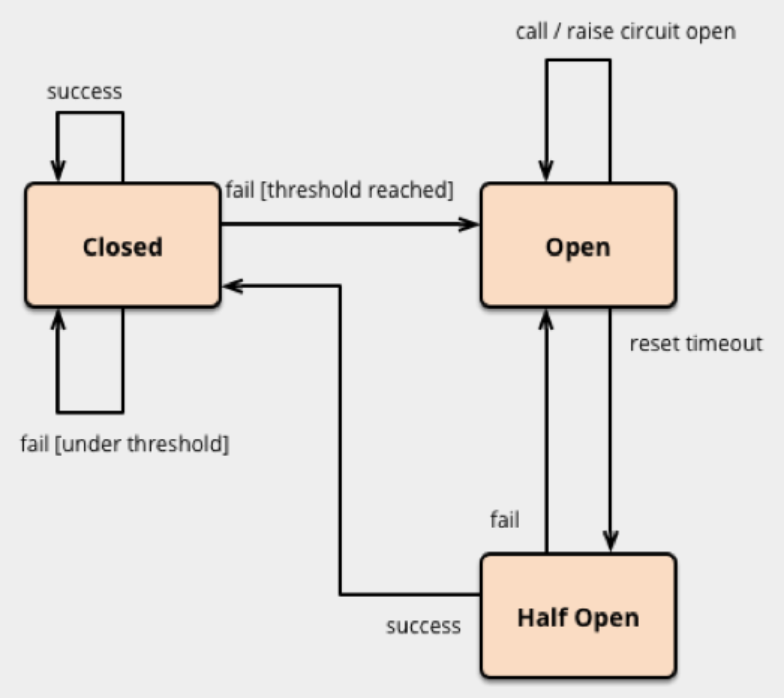 call / raise circuit open
success
fail [threshold reached]
Closed
Open
reset timeout
fail [under threshold]
fail
Half Open
success